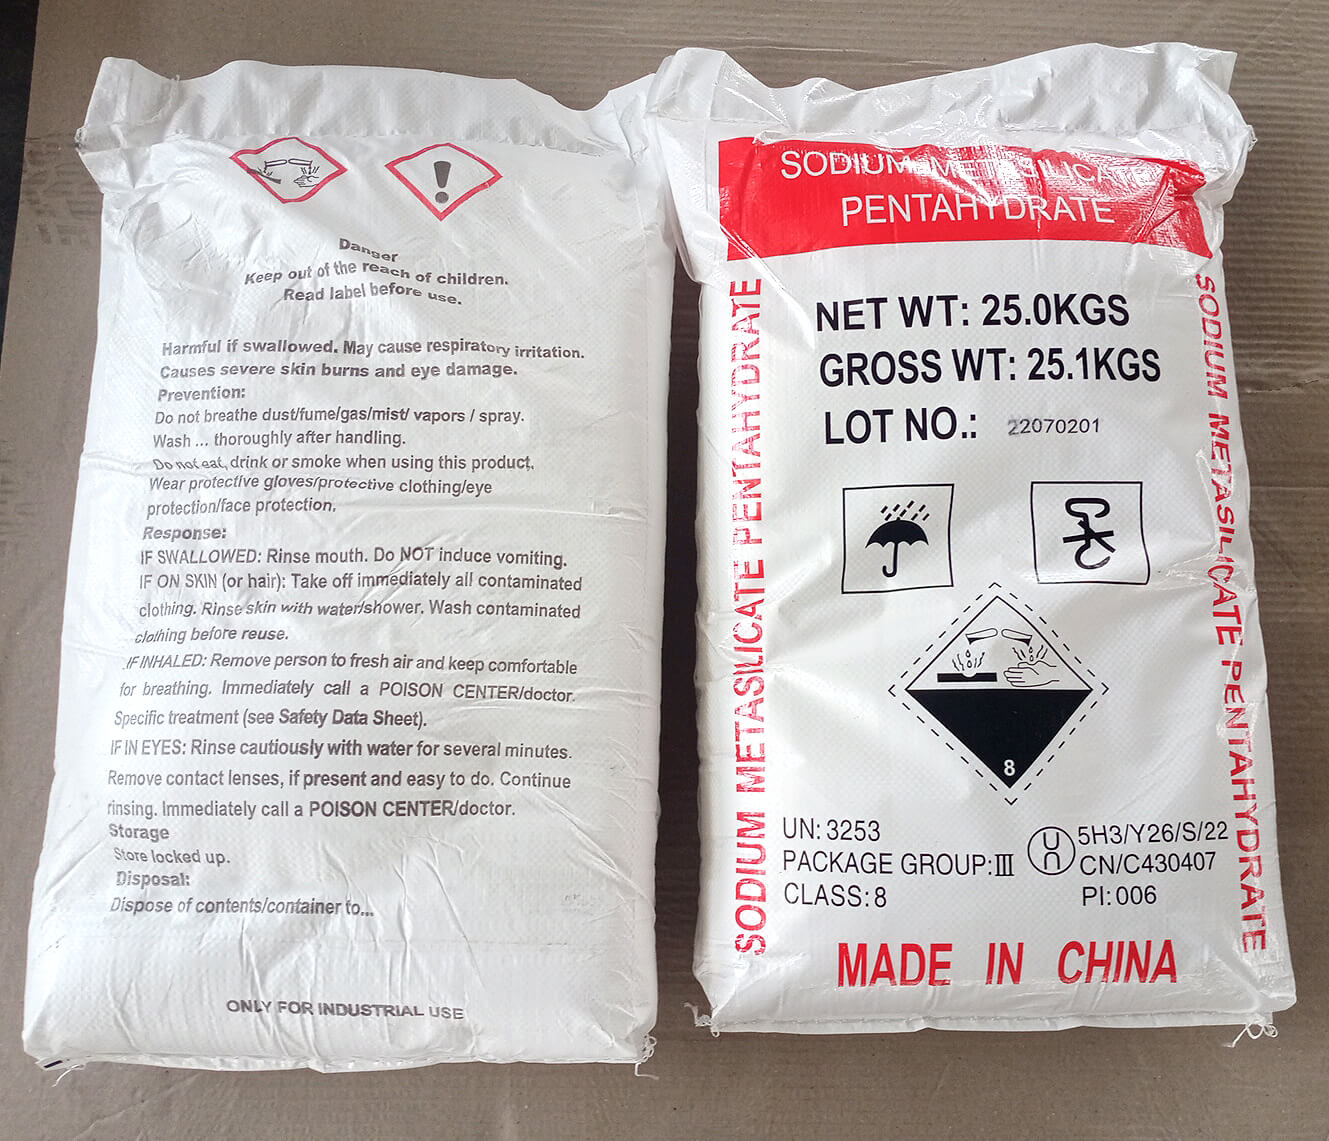 Danger
Keep out of the reach of children.
Read label before use.
Harmful if swallowed. May cause respiratory irritation.
Causes severe skin burns and eye damage.
Prevention:
Do not breathe dust/fume/gas/mist/ vapors / spray.
Wash ... thoroughly after handling.
Do not eat, drink or smoke when using this product.
Wear protective gloves/protective clothing/eye
protection/face protection.
Response:
IF SWALLOWED: Rinse mouth. Do NOT induce vomiting.
IF ON SKIN (or hair): Take off immediately all contaminated
clothing. Rinse skin with water/shower. Wash contaminated
clothing before reuse.
IF INHALED: Remove person to fresh air and keep comfortable
for breathing. Immediately call a POISON CENTER/doctor.
Specific treatment (see Safety Data Sheet).
IF IN EYES: Rinse cautiously with water for several minutes.
Remove contact lenses, if present and easy to do. Continue
rinsing. Immediately call a POISON CENTER/doctor.
Storage
Store locked up.
Disposal:
Dispose of contents/container to...
ONLY FOR INDUSTRIAL USE
SODIUM METASILICATE
PENTAHYDRATE
SODIUM METASILICATE PENTAHYDRATE
NET WT: 25.0KGS
GROSS WT: 25.1KGS
LOT NO.: 22070201
8
UN: 3253
PACKAGE GROUP:III
CLASS: 8
un
5H3/Y26/S/22
CN/C430407
PI:006
MADE IN CHINA
SODIUM METASILICATE PENTAHYDRATE